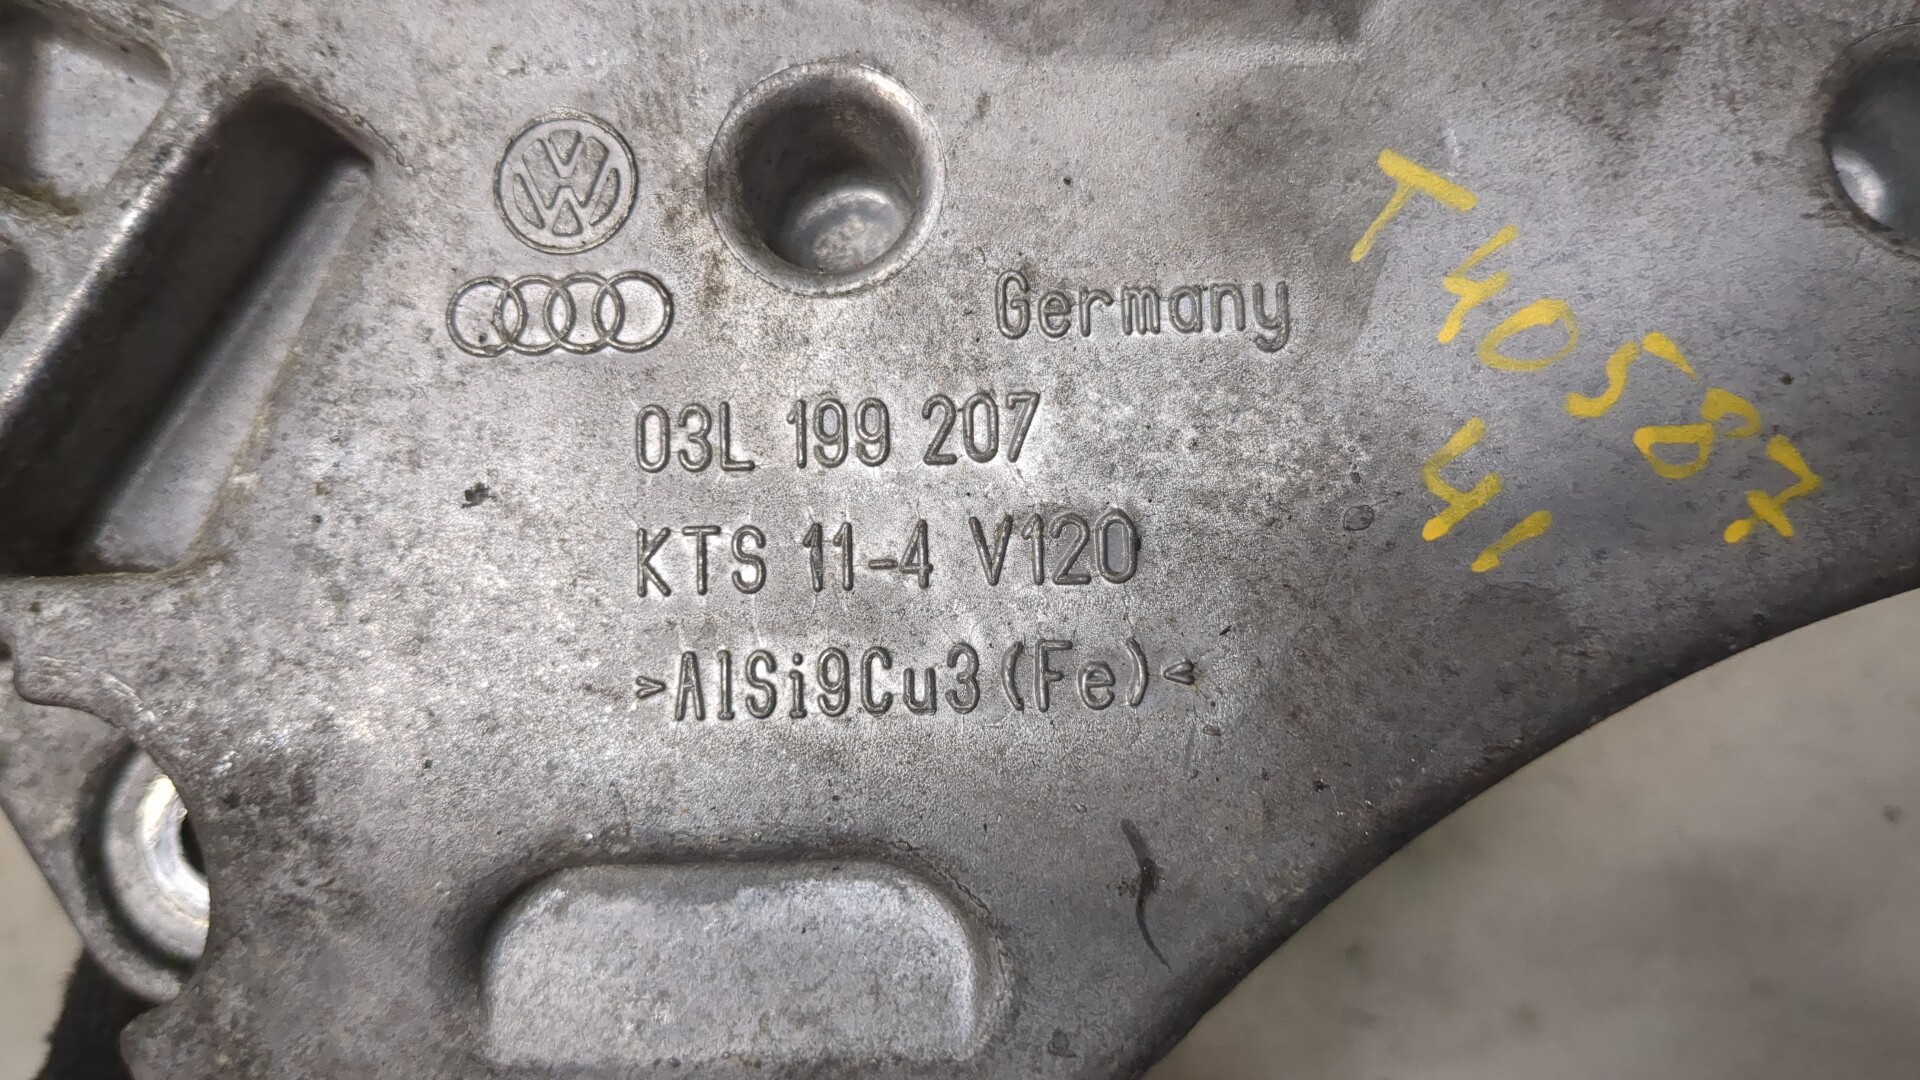 Germany
03L 199 207
KTS 11-4 V120
>AlSi9Cu3(Fe)<
T40587
41